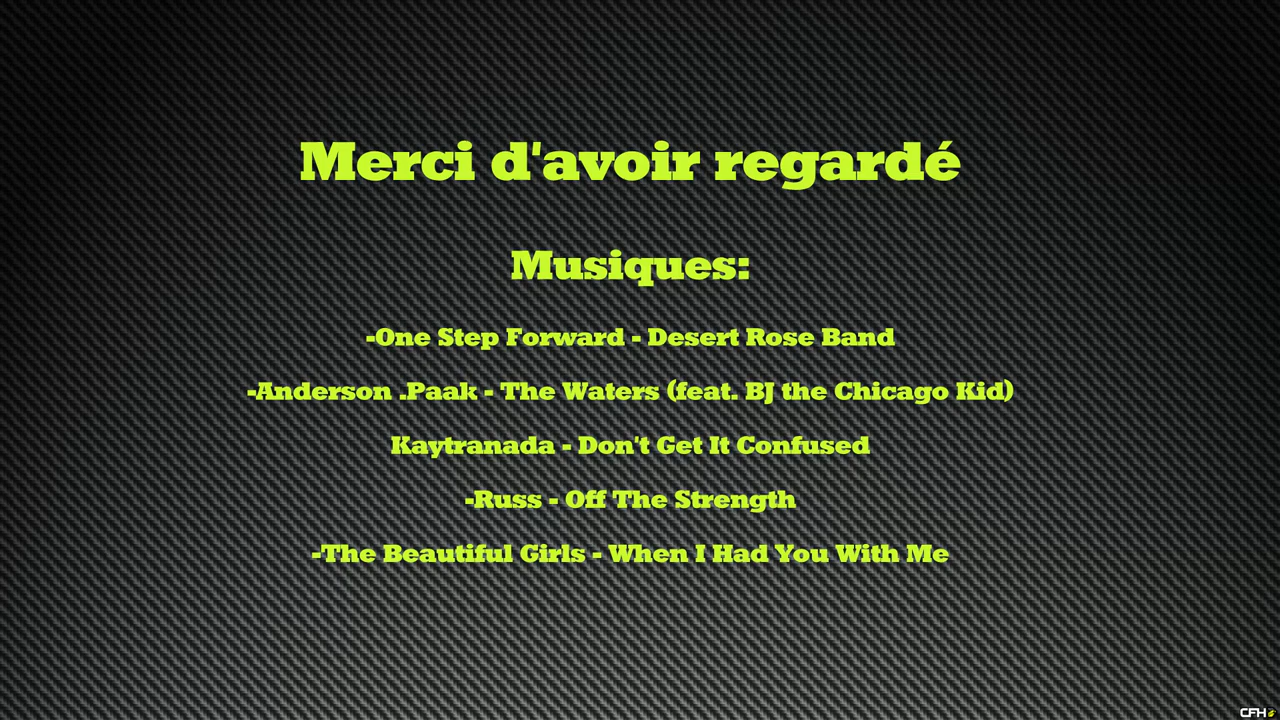 Merci d'avoir regardé
Musiques:
-One Step Forward - Desert Rose Band
-Anderson .Paak - The Waters (feat. BJ the Chicago Kid)
Kaytranada - Don't Get It Confused
-Russ - Off The Strength
-The Beautiful Girls - When I Had You With Me
CFH